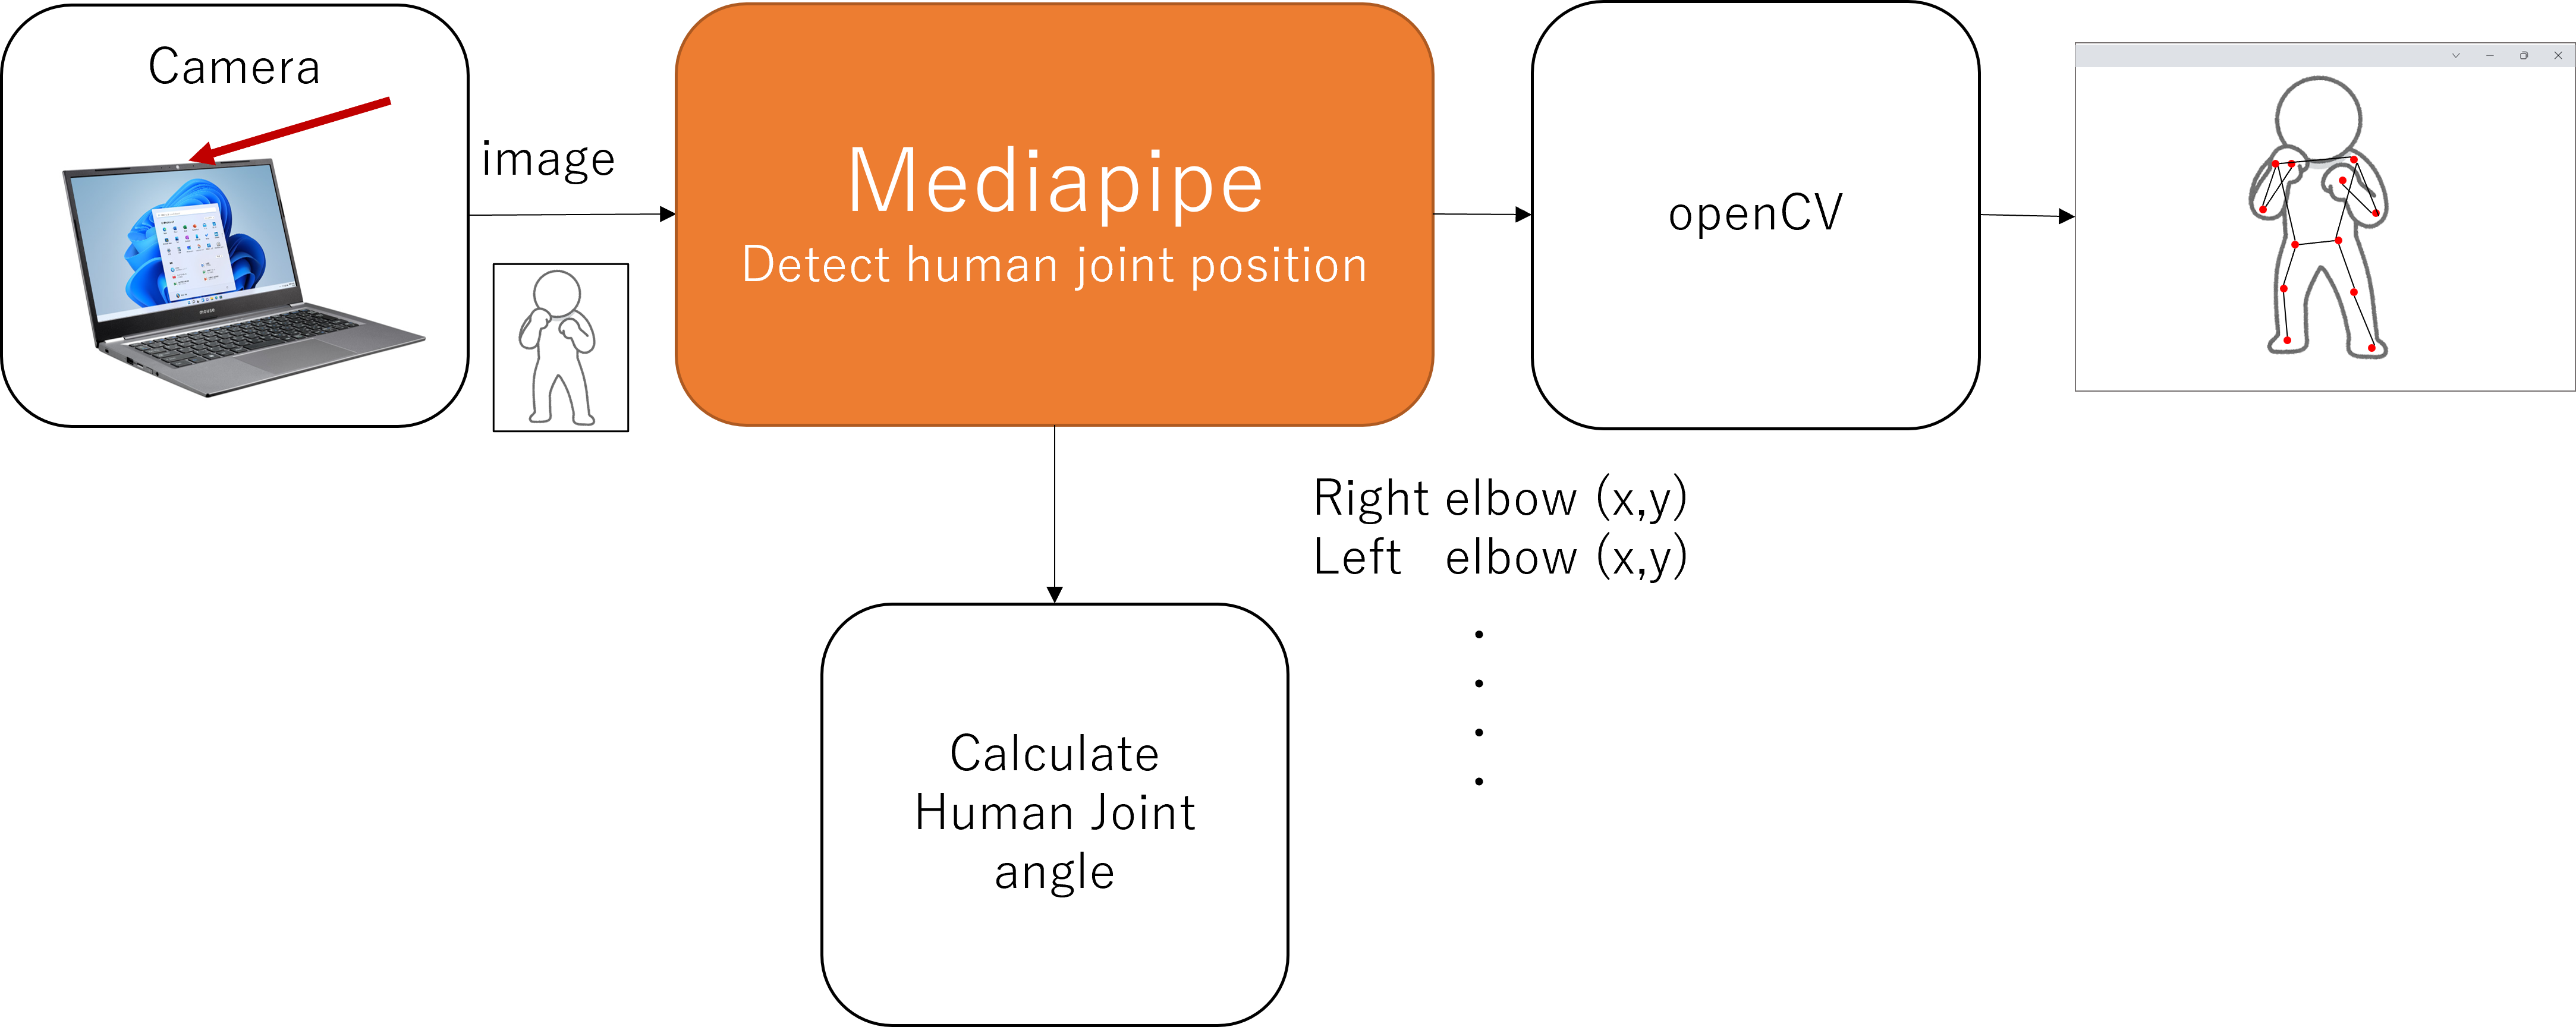 Camera
image
Mediapipe
Detect human joint position
openCV
Right elbow (x,y)
Left elbow (x,y)
・
・
・
・
Calculate
Human Joint
angle